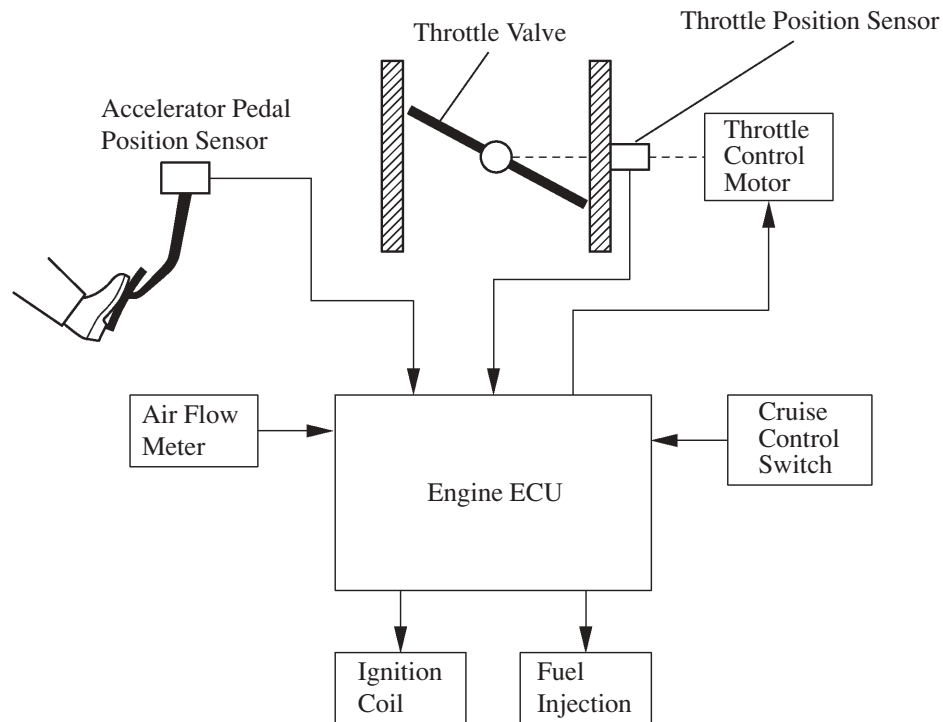 Throttle Position Sensor
Throttle Valve
Accelerator Pedal
Position Sensor
Throttle
Control
Motor
Air Flow
Meter
Cruise
Control
Switch
Engine ECU
Ignition
Coil
Fuel
Injection